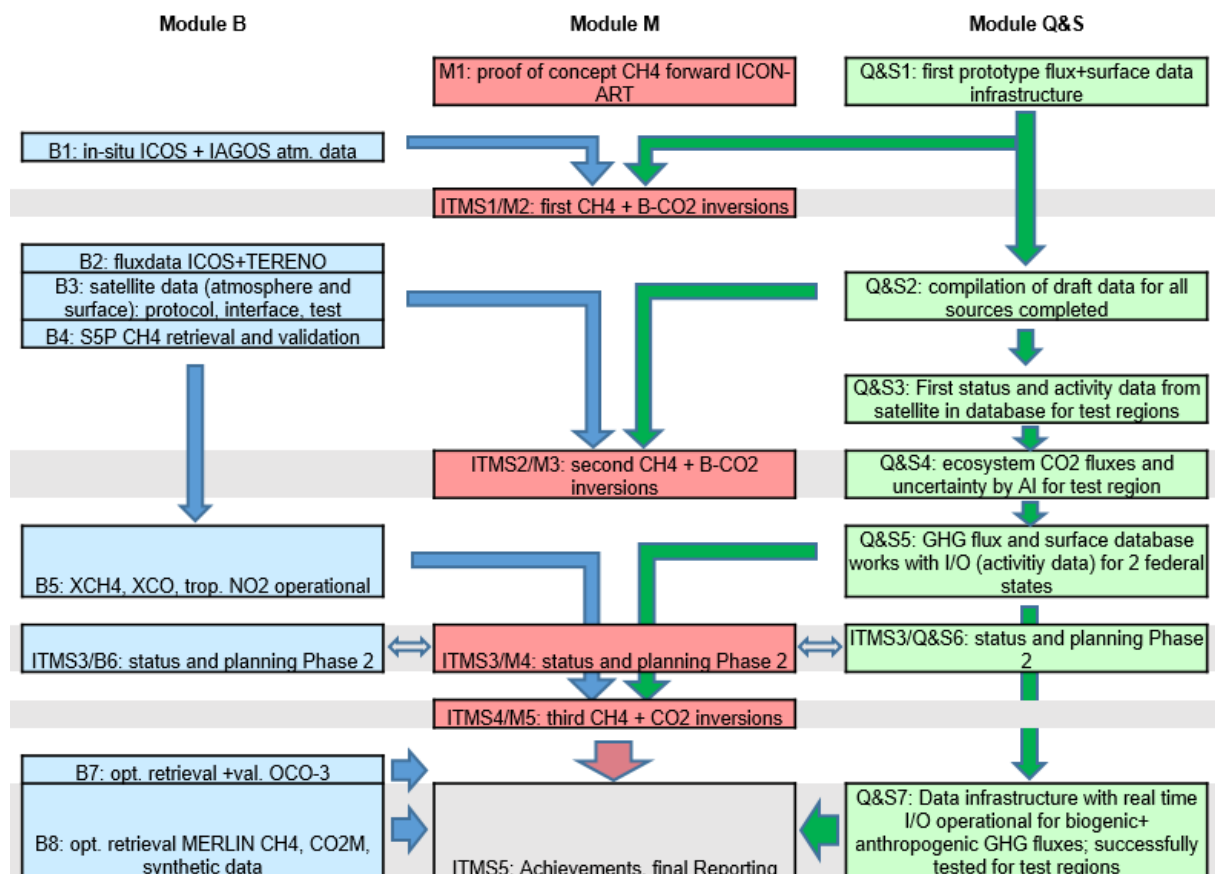 Module B
Module M
Module Q&S
M1: proof of concept CH4 forward ICON-
ART
Q&S1: first prototype flux+surface data
infrastructure
B1: in-situ ICOS + IAGOS atm. data
ITMS1/M2: first CH4 + B-CO2 inversions
B2: fluxdata ICOS+TERENO
B3: satellite data (atmosphere and
surface): protocol, interface, test
B4: S5P CH4 retrieval and validation
Q&S2: compilation of draft data for all
sources completed
Q&S3: First status and activity data from
satellite in database for test regions
ITMS2/M3: second CH4 + B-CO2
inversions
Q&S4: ecosystem CO2 fluxes and
uncertainty by AI for test region
B5: XCH4, XCO, trop. NO2 operational
Q&S5: GHG flux and surface database
works with I/O (activitiy data) for 2 federal
states
ITMS3/B6: status and planning Phase 2
ITMS3/M4: status and planning Phase 2
ITMS3/Q&S6: status and planning Phase
2
ITMS4/M5: third CH4 + CO2 inversions
B7: opt. retrieval +val. OCO-3
B8: opt. retrieval MERLIN CH4, CO2M,
synthetic data
ITMS5: Achievements, final Reporting
Q&S7: Data infrastructure with real time
I/O operational for biogenic+
anthropogenic GHG fluxes; successfully
tested for test regions